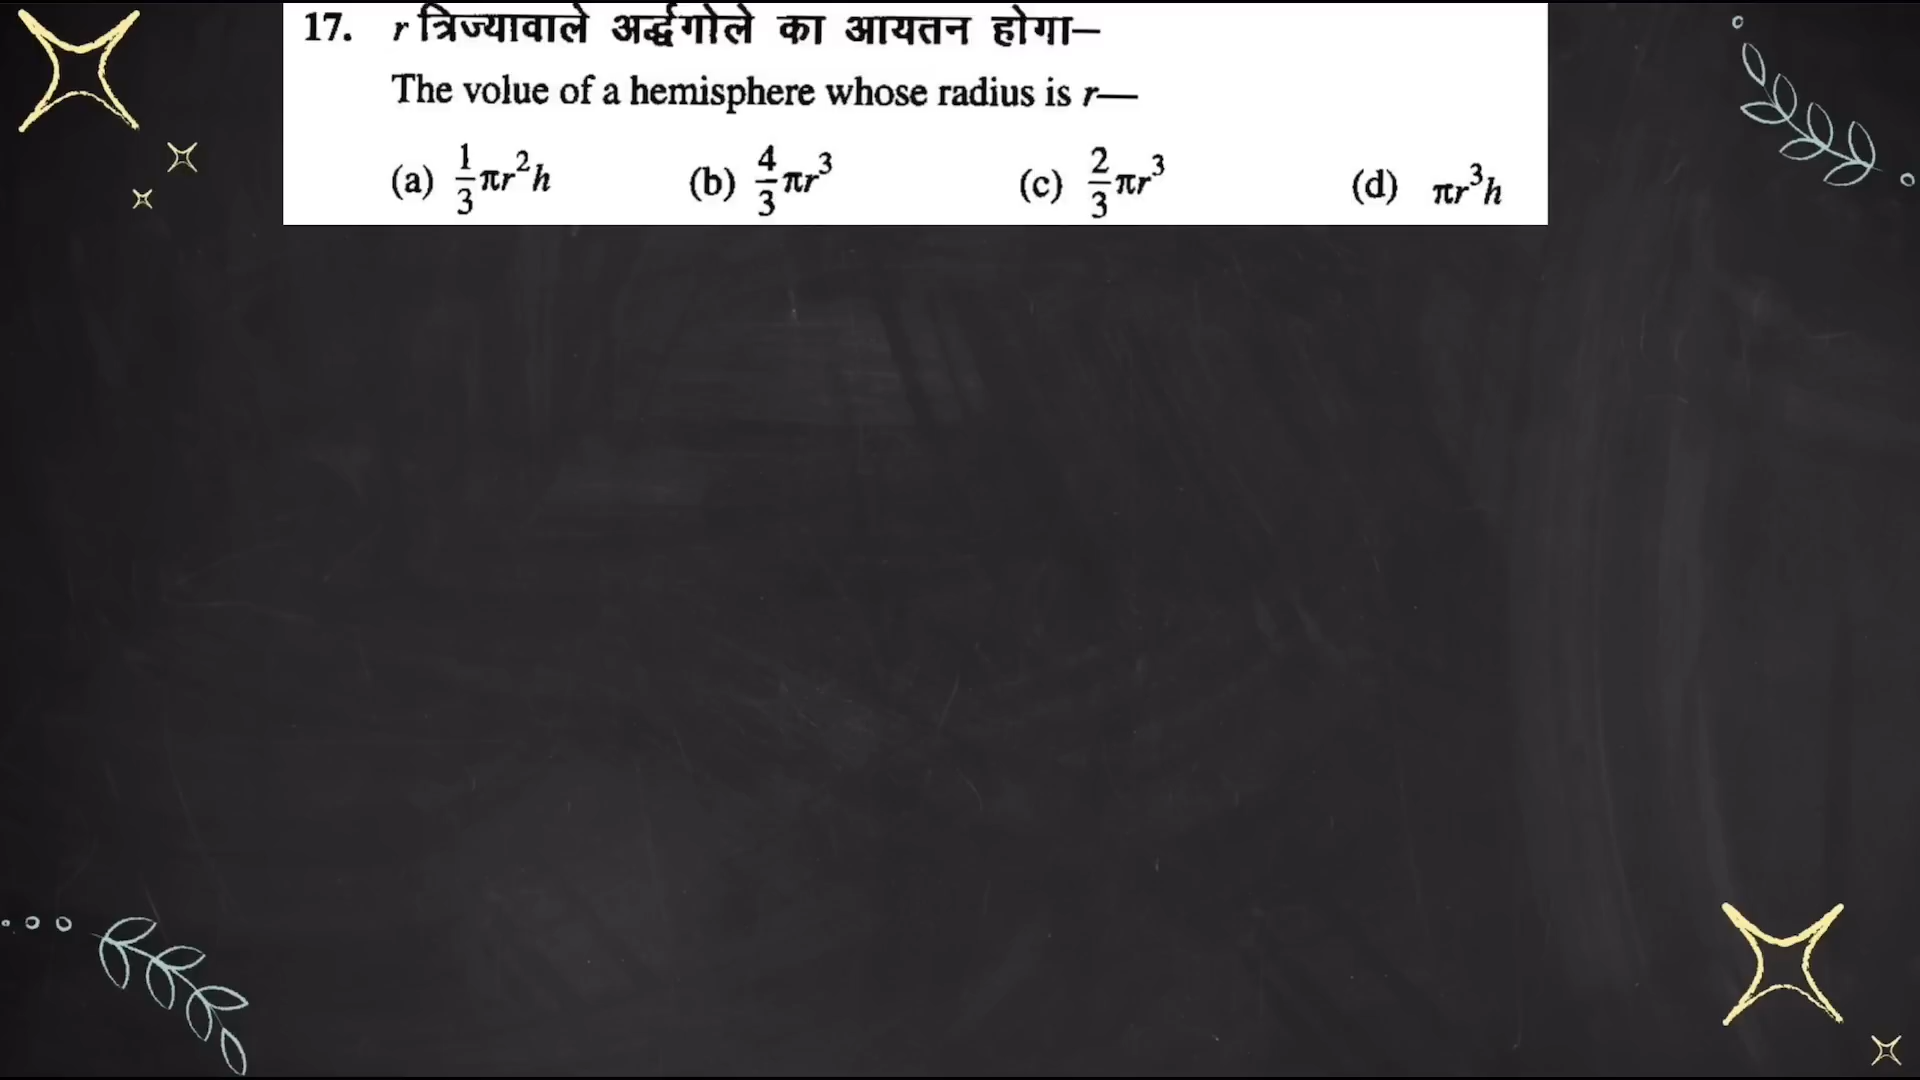 17. r त्रिज्यावाले अर्द्धगोले का आयतन होगा—
The volue of a hemisphere whose radius is r—
(a) 1/3 πr²h (b) 4/3 πr³ (c) 2/3 πr³ (d) πr³h